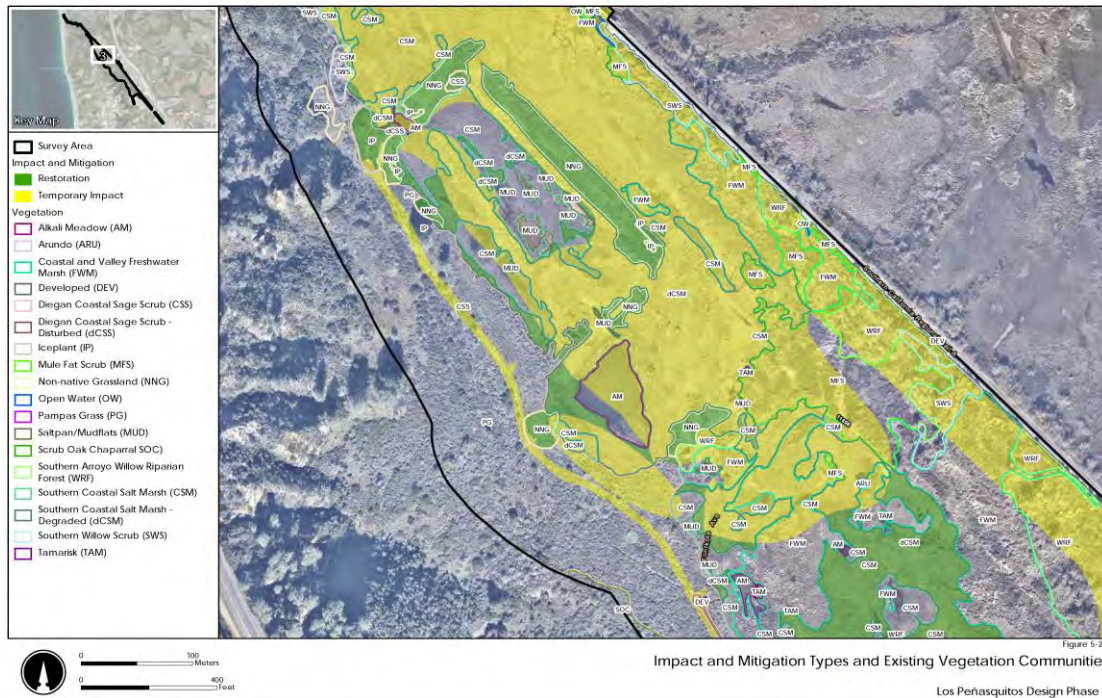 Key Map
3
Survey Area
Impact and Mitigation
Restoration
Temporary Impact
Vegetation
Alkali Meadow (AM)
Arundo (ARU)
Coastal and Valley Freshwater
Marsh (FWM)
Developed (DEV)
Diegan Coastal Sage Scrub (CSS)
Diegan Coastal Sage Scrub -
Disturbed (dCSS)
Iceplant (IP)
Mule Fat Scrub (MFS)
Non-native Grassland (NNG)
Open Water (OW)
Pampas Grass (PG)
Saltpan/Mudflats (MUD)
Scrub Oak Chaparral SOC)
Southern Arroyo Willow Riparian
Forest (WRF)
Southern Coastal Salt Marsh (CSM)
Southern Coastal Salt Marsh -
Degraded (dCSM)
Southern Willow Scrub (SWS)
Tamarisk (TAM)
SWS
CSM
CSM
CSM
OW
MFS
FWM
MFS
SWS
CSM
NNG
CSS
NNG
CSM
IP
dCSM
AM
dCSS
CSM
SWS
IP
NNG
IP
dCSM
dCSM
dCSM
MUD
MUD
MUD
MUD
MUD
MUD
MUD
NNG
FWM
MFS
FWM
WRF
PG
NNG
IP
IP
CSM
IP
OW
MFS
MFS
FWM
CSM
MUD
CSM
MFS
CSS
dCSM
NNG
MUD
CSM
WRF
DEV
AM
TAM
MFS
SWS
MUD
PG
NNG
CSM
dCSM
NNG
WRF
FWM
MUD
CSM
CSM
WRF
MFS
ARU
CSM
CSM
CSM
CSM
MUD
FWM
TAM
dCSM
FWM
FWM
WRF
MUD
dCSM
AM
CSM
CSM
AM
TAM
TAM
FWM
CSM
SOC
DEV
CSM
CSM
CSM
CSM
WRF
CSM
0 100
Meters
0 400
Feet
Figure 5-2
Impact and Mitigation Types and Existing Vegetation Communitie
Los Peñasquitos Design Phase